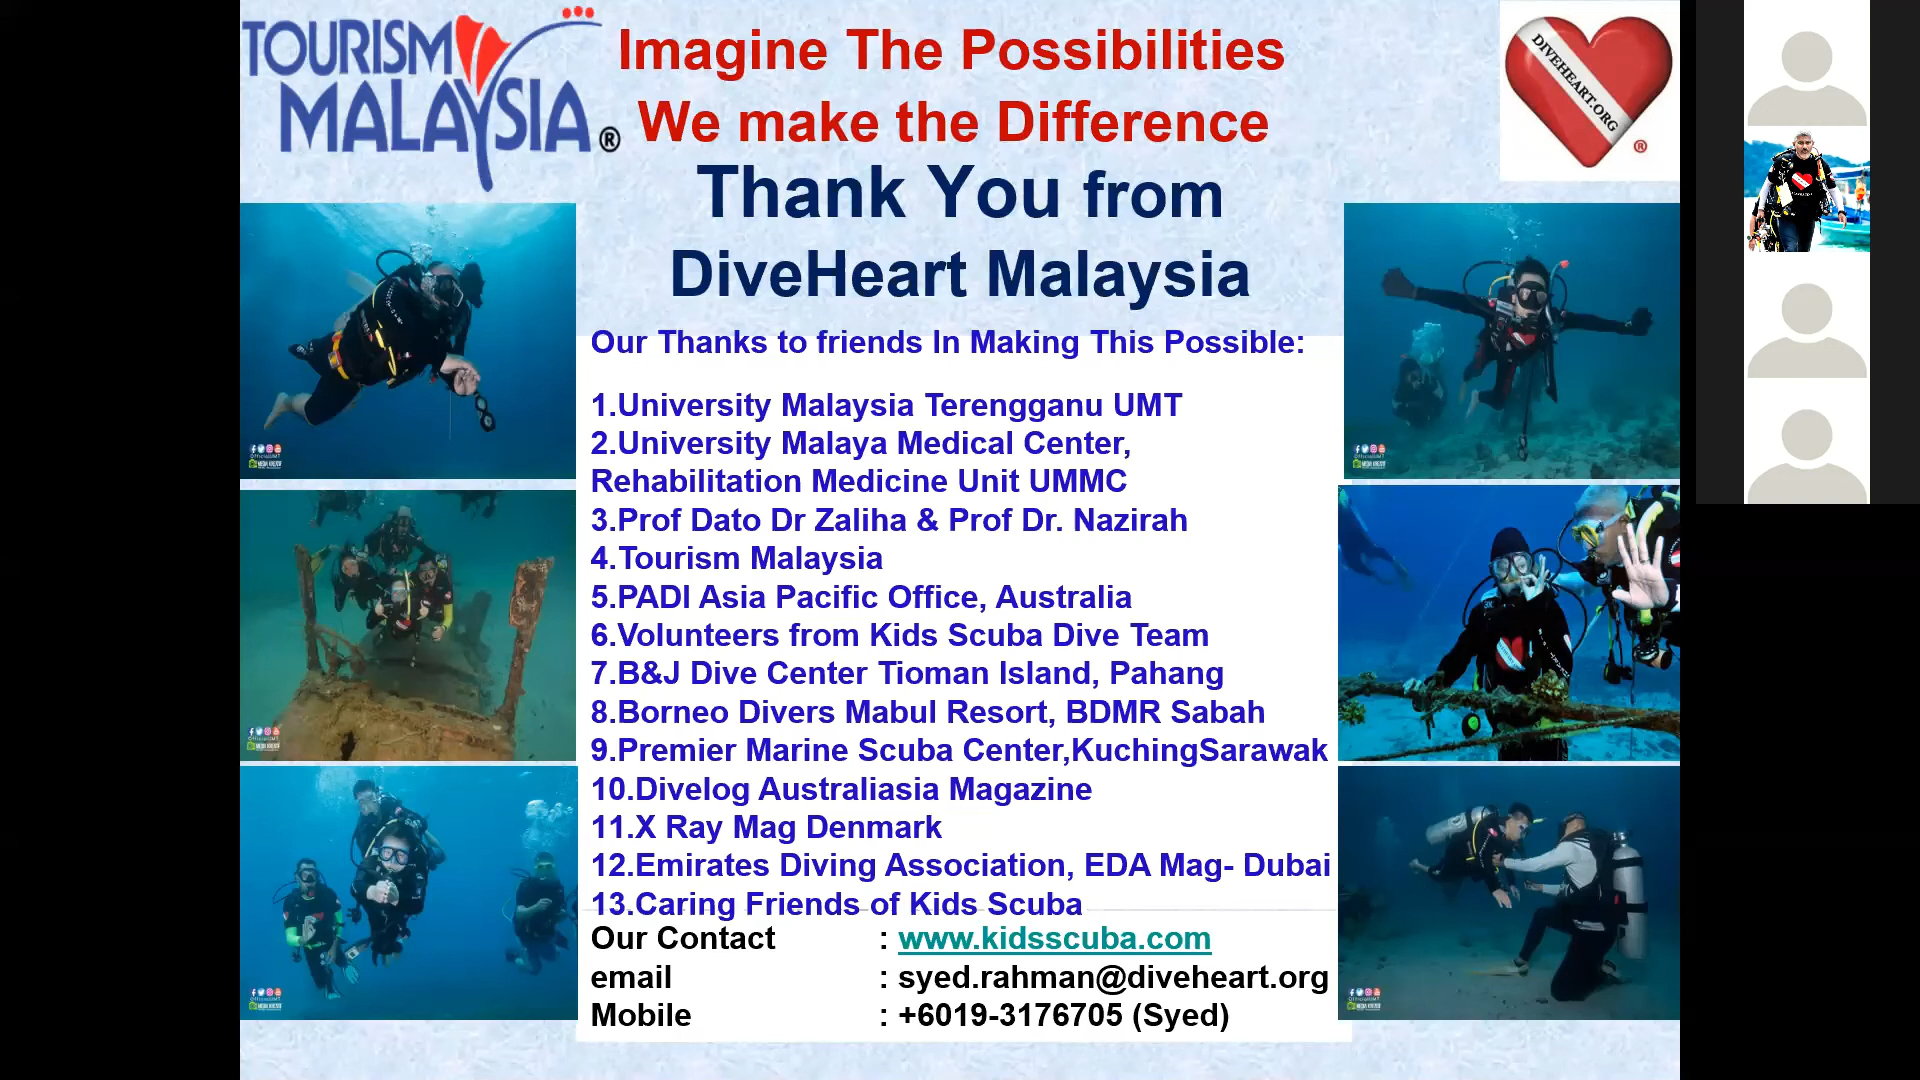 TOURISM
MALAYSIA®
Imagine The Possibilities
We make the Difference
DIVEHEART.ORG
®
Thank You from
DiveHeart Malaysia
Our Thanks to friends In Making This Possible:
1.University Malaysia Terengganu UMT
2.University Malaya Medical Center,
Rehabilitation Medicine Unit UMMC
3.Prof Dato Dr Zaliha & Prof Dr. Nazirah
4.Tourism Malaysia
5.PADI Asia Pacific Office, Australia
6.Volunteers from Kids Scuba Dive Team
7.B&J Dive Center Tioman Island, Pahang
8.Borneo Divers Mabul Resort, BDMR Sabah
9.Premier Marine Scuba Center,KuchingSarawak
10.Divelog Australiasia Magazine
11.X Ray Mag Denmark
12.Emirates Diving Association, EDA Mag- Dubai
13.Caring Friends of Kids Scuba
Our Contact : www.kidsscuba.com
email : syed.rahman@diveheart.org
Mobile : +6019-3176705 (Syed)